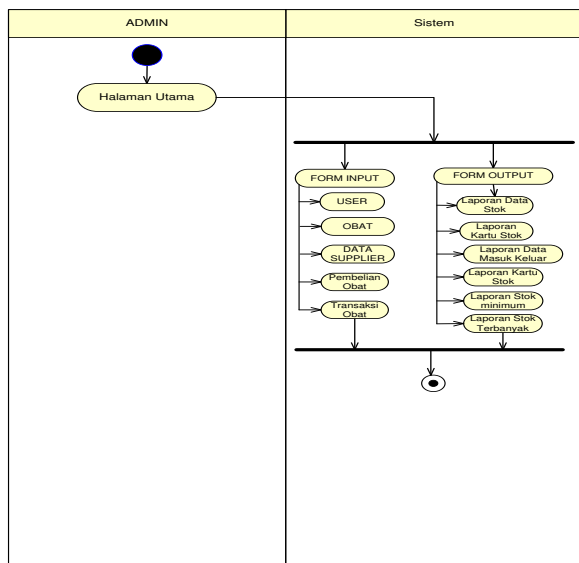 ADMIN
Sistem
Halaman Utama
FORM INPUT
USER
OBAT
DATA
SUPPLIER
Pembelian
Obat
Transaksi
Obat
FORM OUTPUT
Laporan Data
Stok
Laporan
Kartu Stok
Laporan Data
Masuk Keluar
Laporan Kartu
Stok
Laporan Stok
minimum
Laporan Stok
Terbanyak